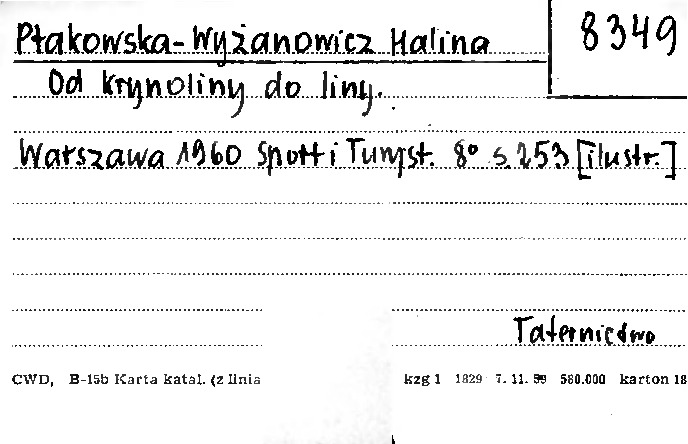 Ptakowska-Wyżanowicz Halina
8349
Od krynoliny do liny.
Warszawa 1960 Sport i Turyst. 8° s. 253 [ilustr.]
Taternictwo
CWD, B-15b Karta katal. (z linia
kzg 1 1829 7. 11. 59 580.000 karton 18